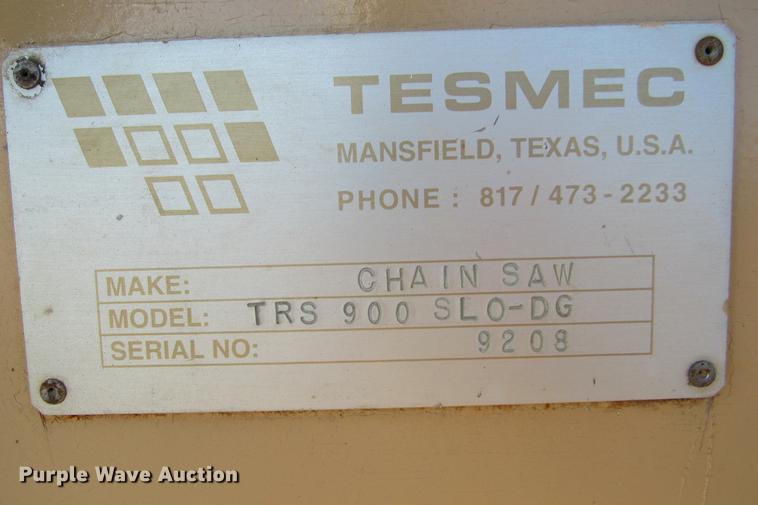 TESMEC
MANSFIELD, TEXAS, U.S.A.
PHONE : 817 / 473 - 2233
MAKE: CHAIN SAW
MODEL: TRS 900 SLO-DG
SERIAL NO: 9208
Purple Wave Auction